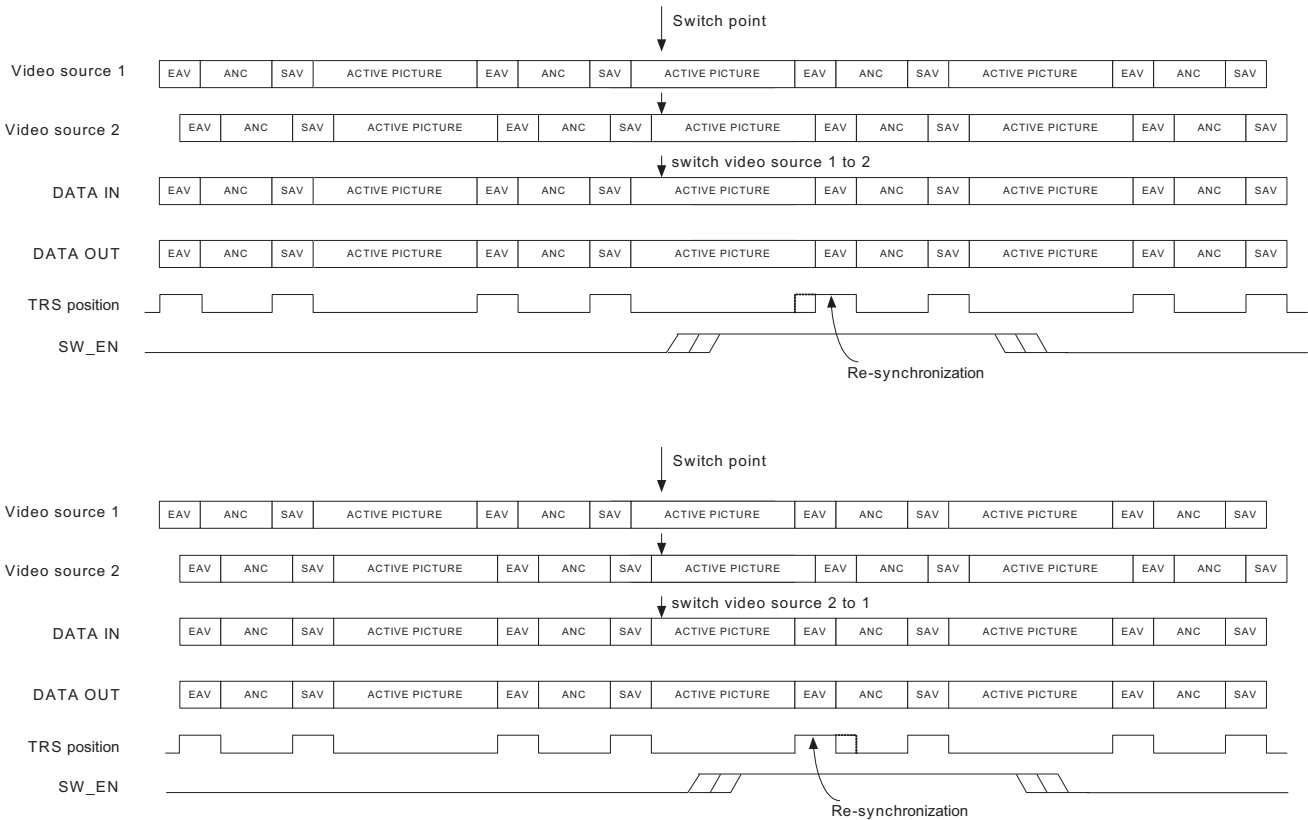 Switch point
Video source 1 EAV ANC SAV ACTIVE PICTURE EAV ANC SAV ACTIVE PICTURE EAV ANC SAV ACTIVE PICTURE EAV ANC SAV
Video source 2 EAV ANC SAV ACTIVE PICTURE EAV ANC SAV ACTIVE PICTURE EAV ANC SAV ACTIVE PICTURE EAV ANC SAV
switch video source 1 to 2
DATA IN EAV ANC SAV ACTIVE PICTURE EAV ANC SAV ACTIVE PICTURE EAV ANC SAV ACTIVE PICTURE EAV ANC SAV
DATA OUT EAV ANC SAV ACTIVE PICTURE EAV ANC SAV ACTIVE PICTURE EAV ANC SAV ACTIVE PICTURE EAV ANC SAV
TRS position
SW_EN
Re-synchronization
Switch point
Video source 1 EAV ANC SAV ACTIVE PICTURE EAV ANC SAV ACTIVE PICTURE EAV ANC SAV ACTIVE PICTURE EAV ANC SAV
Video source 2 EAV ANC SAV ACTIVE PICTURE EAV ANC SAV ACTIVE PICTURE EAV ANC SAV ACTIVE PICTURE EAV ANC SAV
switch video source 2 to 1
DATA IN EAV ANC SAV ACTIVE PICTURE EAV ANC SAV ACTIVE PICTURE EAV ANC SAV ACTIVE PICTURE EAV ANC SAV
DATA OUT EAV ANC SAV ACTIVE PICTURE EAV ANC SAV ACTIVE PICTURE EAV ANC SAV ACTIVE PICTURE EAV ANC SAV
TRS position
SW_EN
Re-synchronization